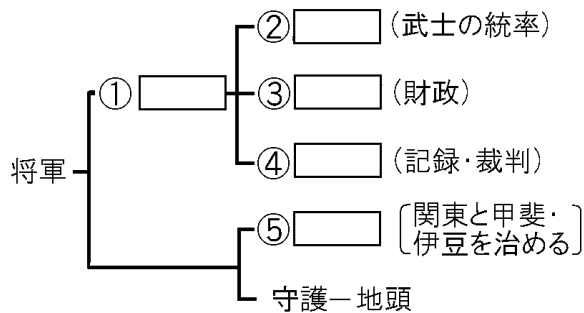 ② (武士の統率)
① ③ (財政)
④ (記録・裁判)
将軍
⑤ 〔関東と甲斐・
伊豆を治める〕
守護－地頭